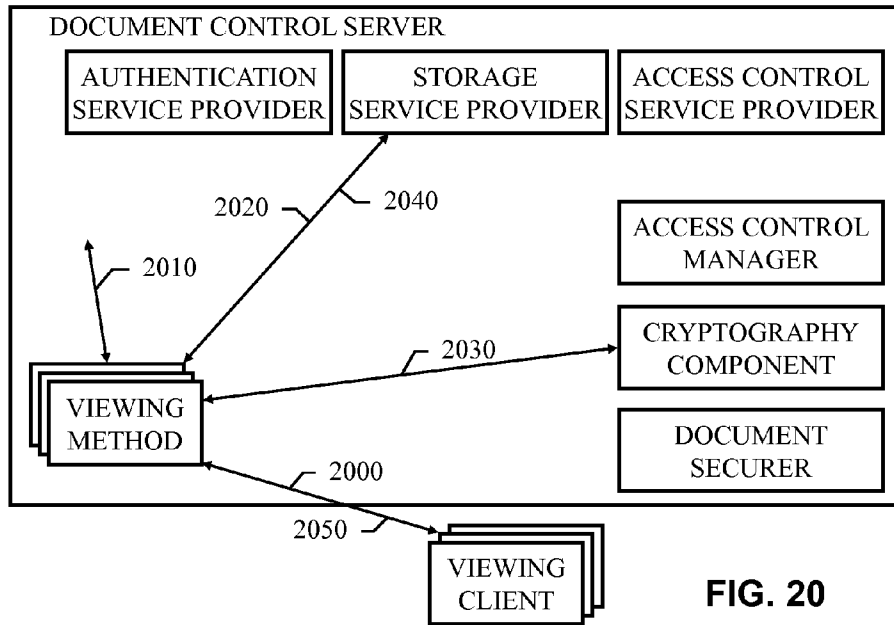 DOCUMENT CONTROL SERVER
AUTHENTICATION
SERVICE PROVIDER
STORAGE
SERVICE PROVIDER
ACCESS CONTROL
SERVICE PROVIDER
2020
2040
2010
ACCESS CONTROL
MANAGER
2030
CRYPTOGRAPHY
COMPONENT
VIEWING
METHOD
DOCUMENT
SECURER
2000
2050
VIEWING
CLIENT
FIG. 20